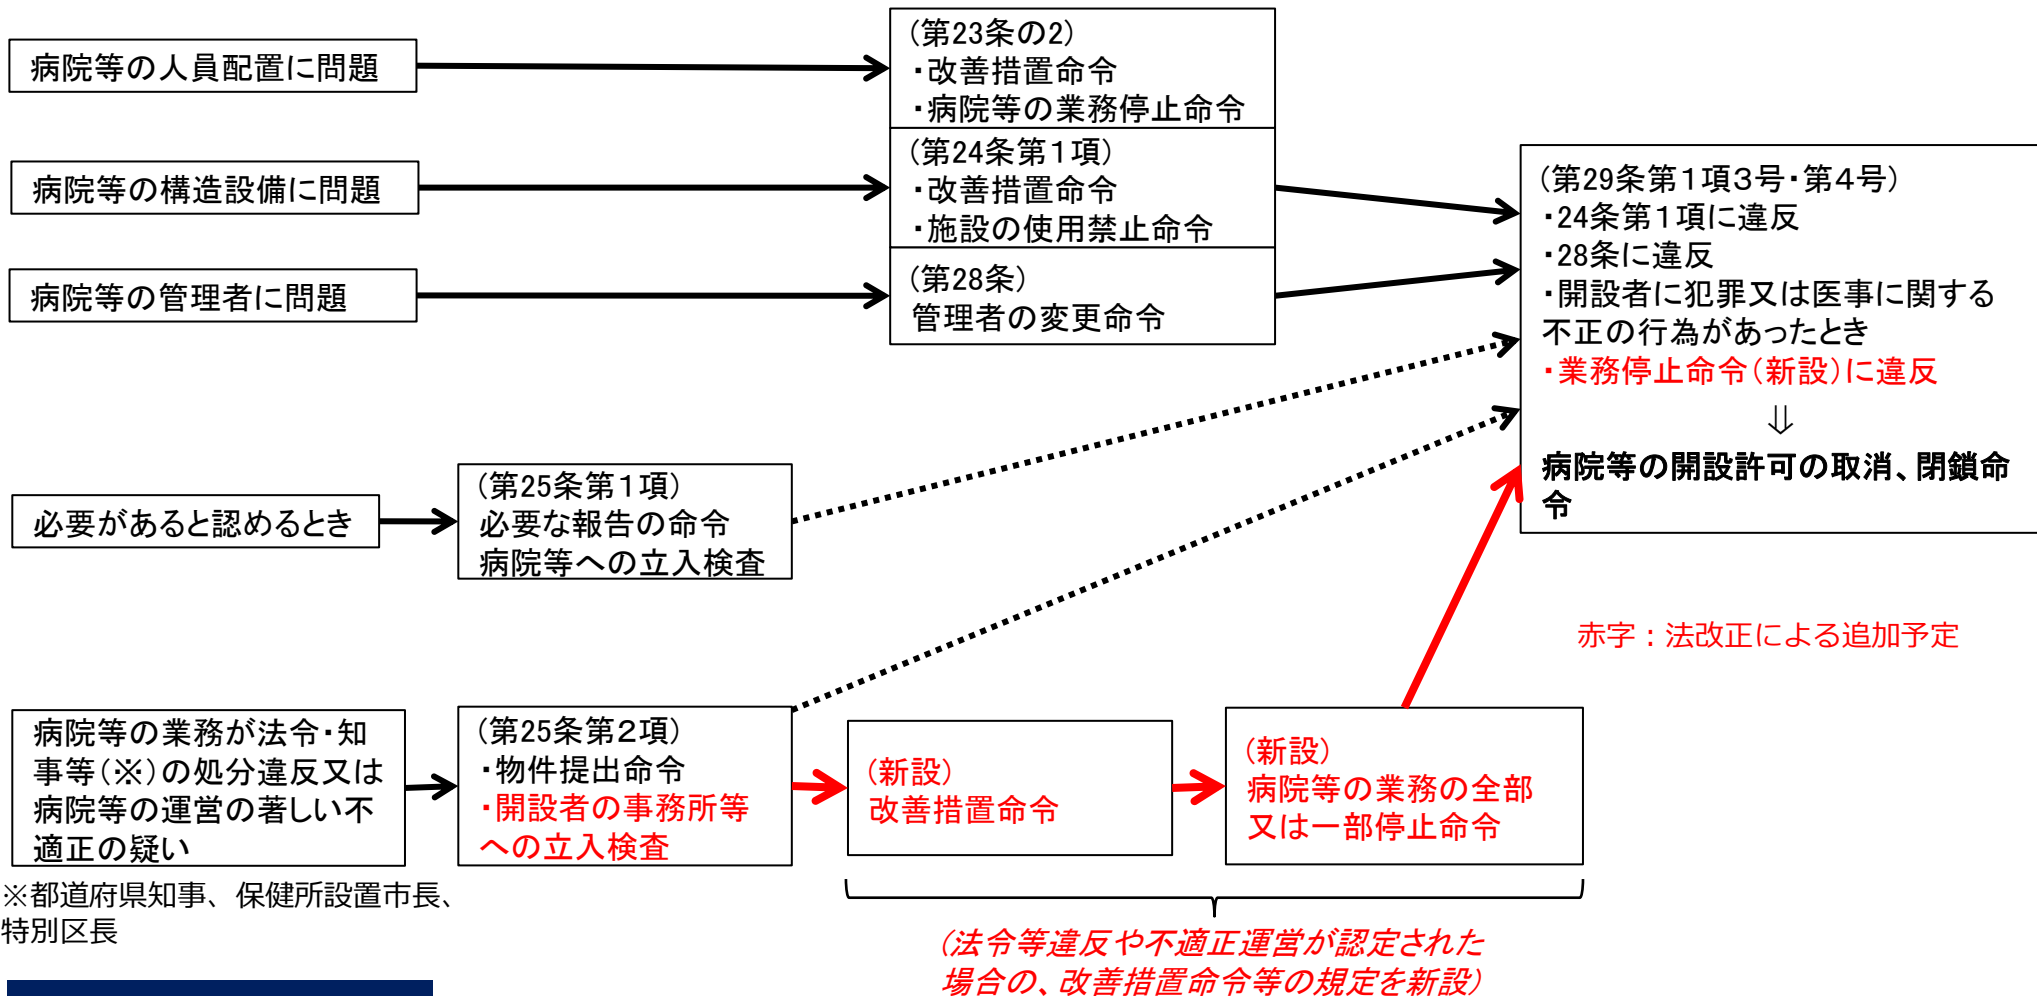 病院等の人員配置に問題
(第23条の2)
・改善措置命令
・病院等の業務停止命令
病院等の構造設備に問題
(第24条第１項)
・改善措置命令
・施設の使用禁止命令
病院等の管理者に問題
(第28条)
管理者の変更命令
(第29条第１項３号・第４号)
・24条第１項に違反
・28条に違反
・開設者に犯罪又は医事に関する
不正の行為があったとき
・業務停止命令(新設)に違反
⇓
病院等の開設許可の取消、閉鎖命
令
必要があると認めるとき
(第25条第１項)
必要な報告の命令
病院等への立入検査
赤字：法改正による追加予定
病院等の業務が法令・知
事等(※)の処分違反又は
病院等の運営の著しい不
適正の疑い
(第25条第２項)
・物件提出命令
・開設者の事務所等
への立入検査
(新設)
改善措置命令
(新設)
病院等の業務の全部
又は一部停止命令
※都道府県知事、保健所設置市長、
特別区長
(法令等違反や不適正運営が認定された
場合の、改善措置命令等の規定を新設)